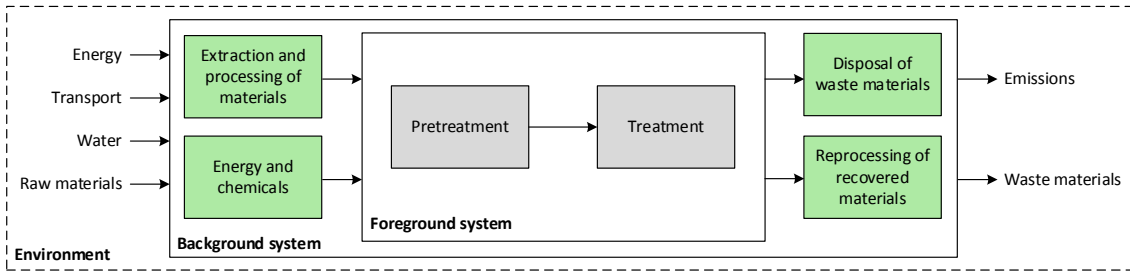 Energy
Transport
Water
Raw materials
Extraction and
processing of
materials
Energy and
chemicals
Pretreatment
Treatment
Disposal of
waste materials
Reprocessing of
recovered
materials
Emissions
Waste materials
Foreground system
Background system
Environment